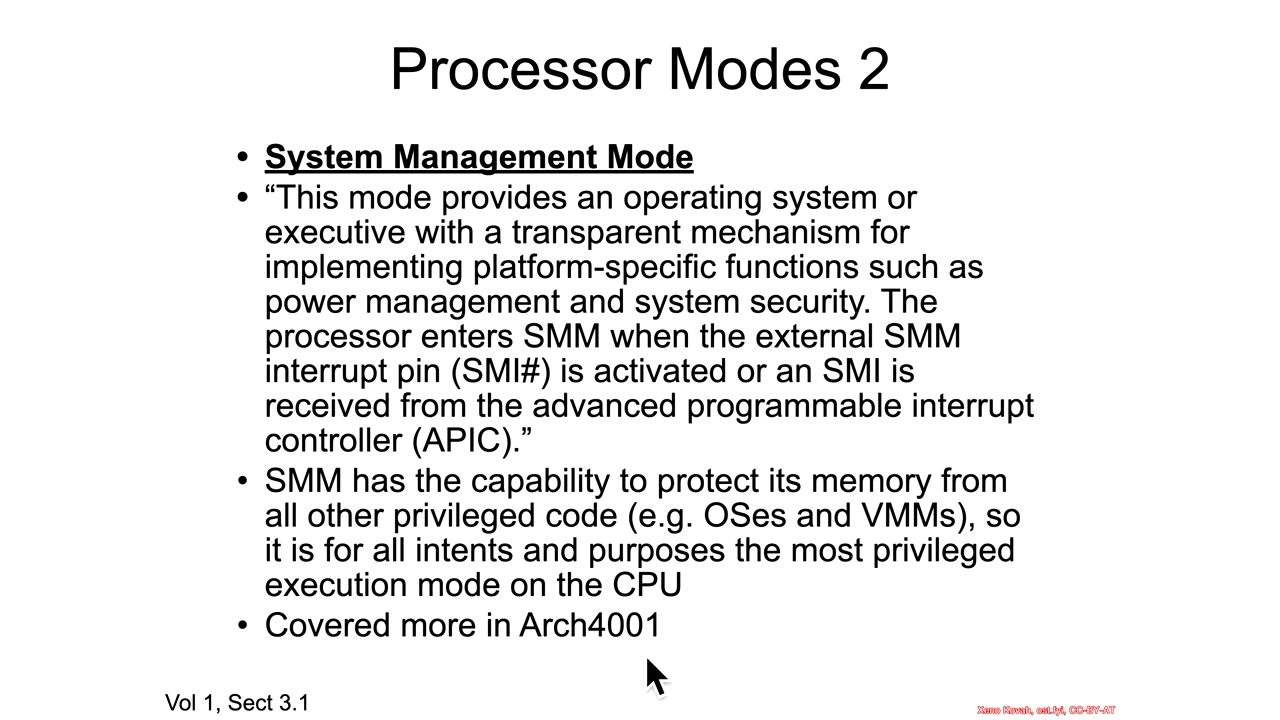 Processor Modes 2
• System Management Mode
• “This mode provides an operating system or
executive with a transparent mechanism for
implementing platform-specific functions such as
power management and system security. The
processor enters SMM when the external SMM
interrupt pin (SMI#) is activated or an SMI is
received from the advanced programmable interrupt
controller (APIC).”
• SMM has the capability to protect its memory from
all other privileged code (e.g. OSes and VMMs), so
it is for all intents and purposes the most privileged
execution mode on the CPU
• Covered more in Arch4001
Vol 1, Sect 3.1
Xeno Kovah, ost.fyi, CC-BY-AT